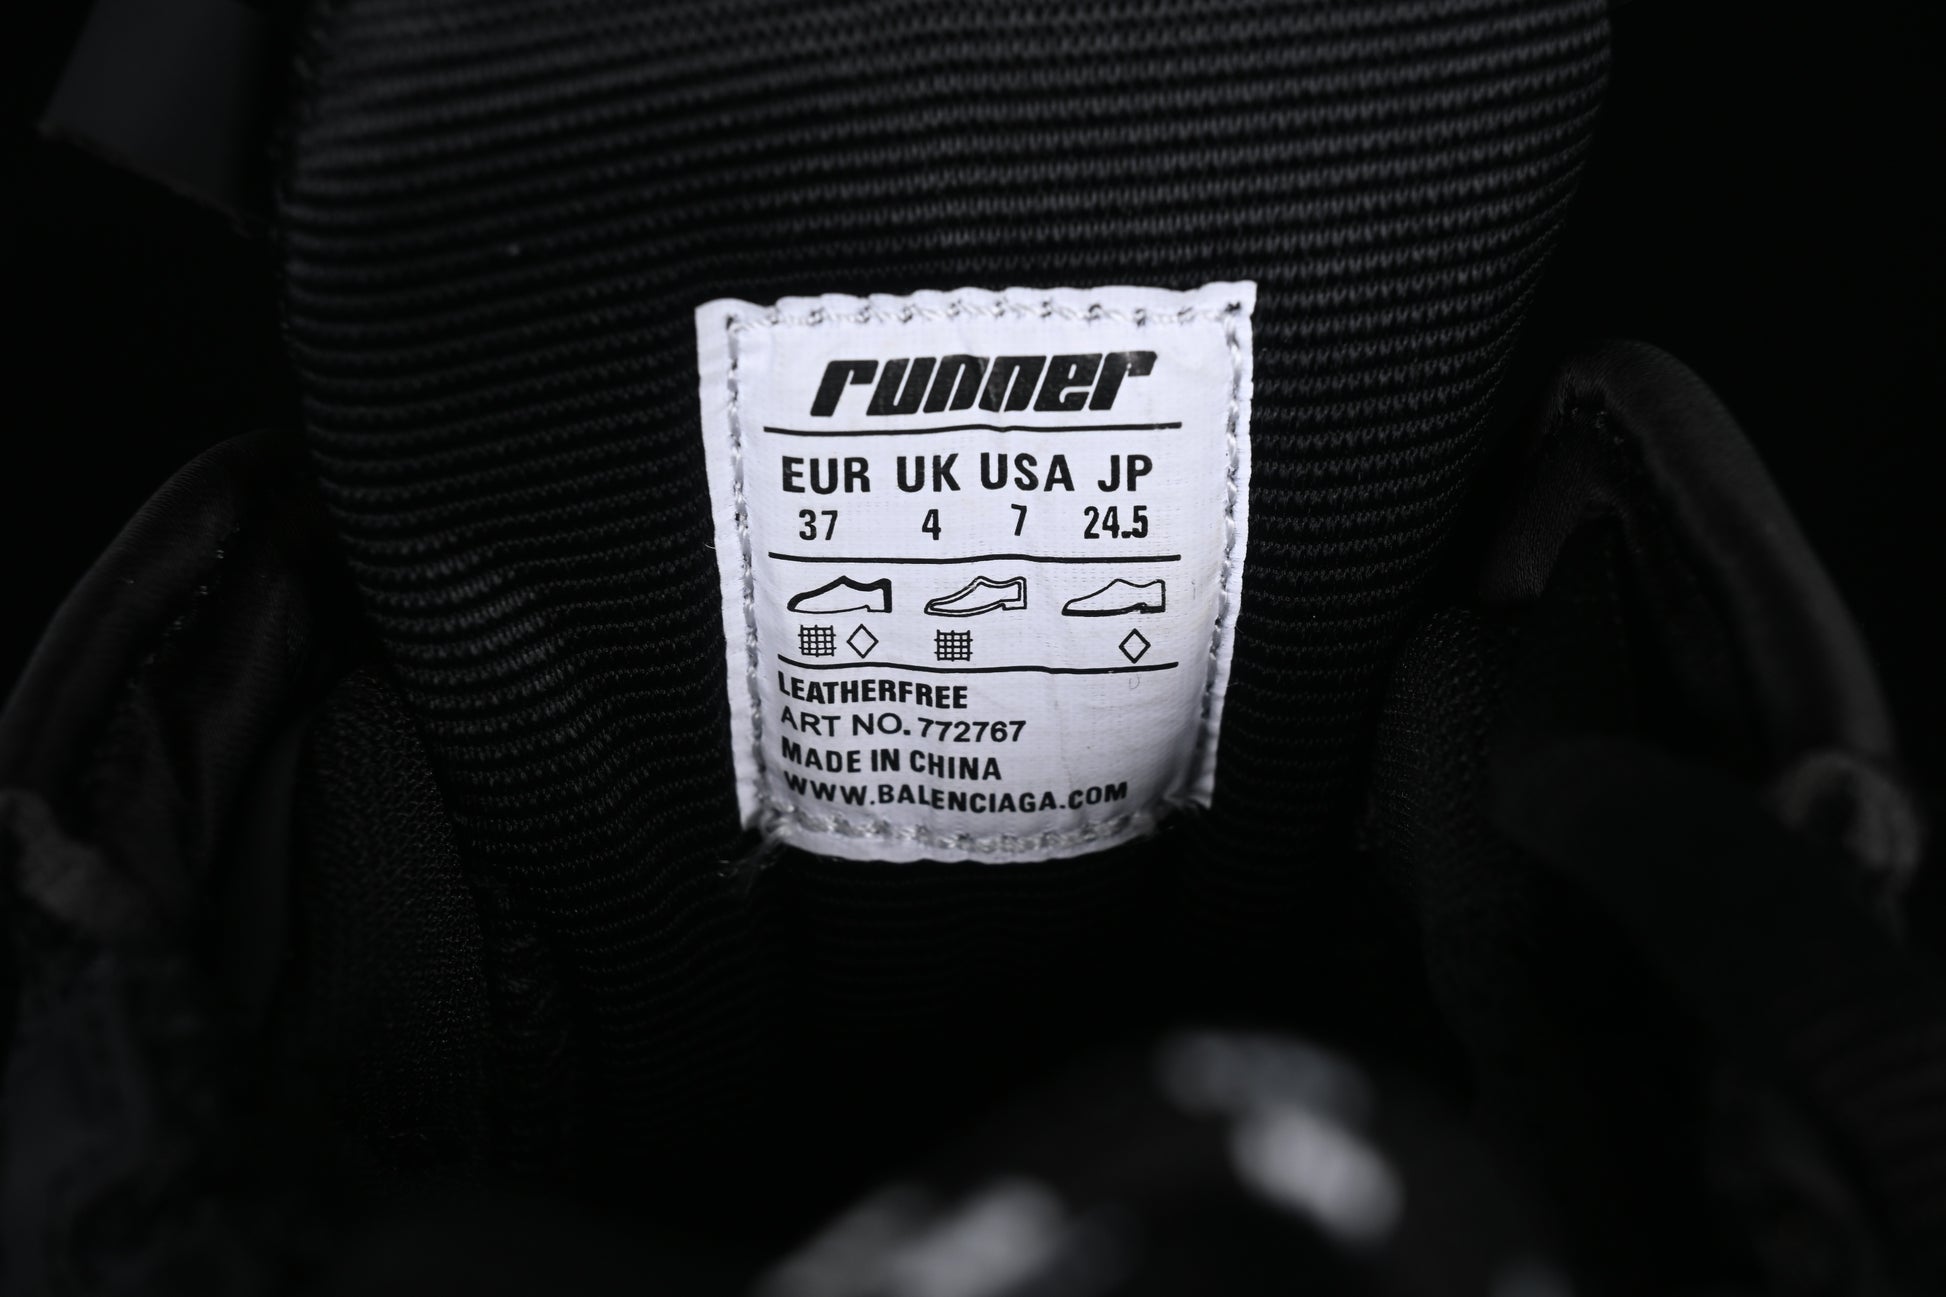 runner
EUR UK USA JP
37 4 7 24.5
LEATHERFREE
ART NO. 772767
MADE IN CHINA
WWW.BALENCIAGA.COM